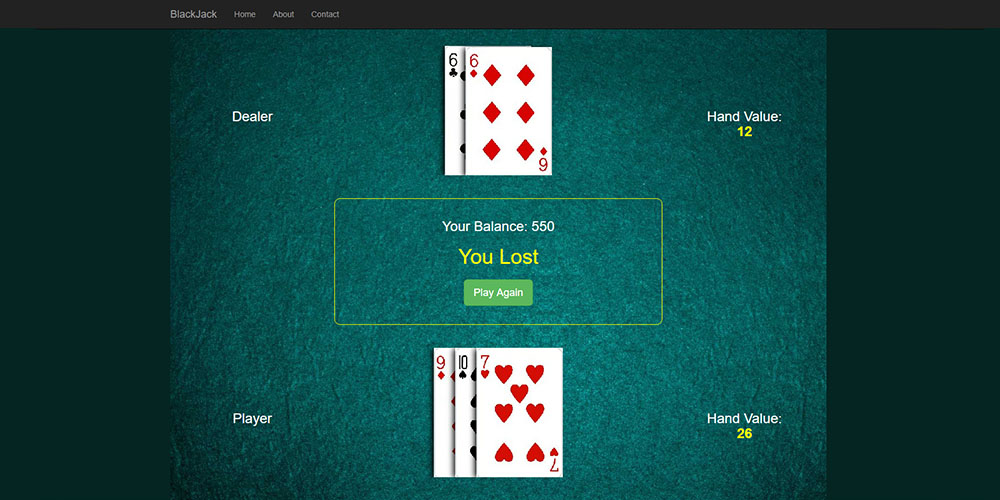 BlackJack Home About Contact
6 6
Dealer
Hand Value:
12
6
Your Balance: 550
You Lost
Play Again
9 10 7
Player
Hand Value:
26
7